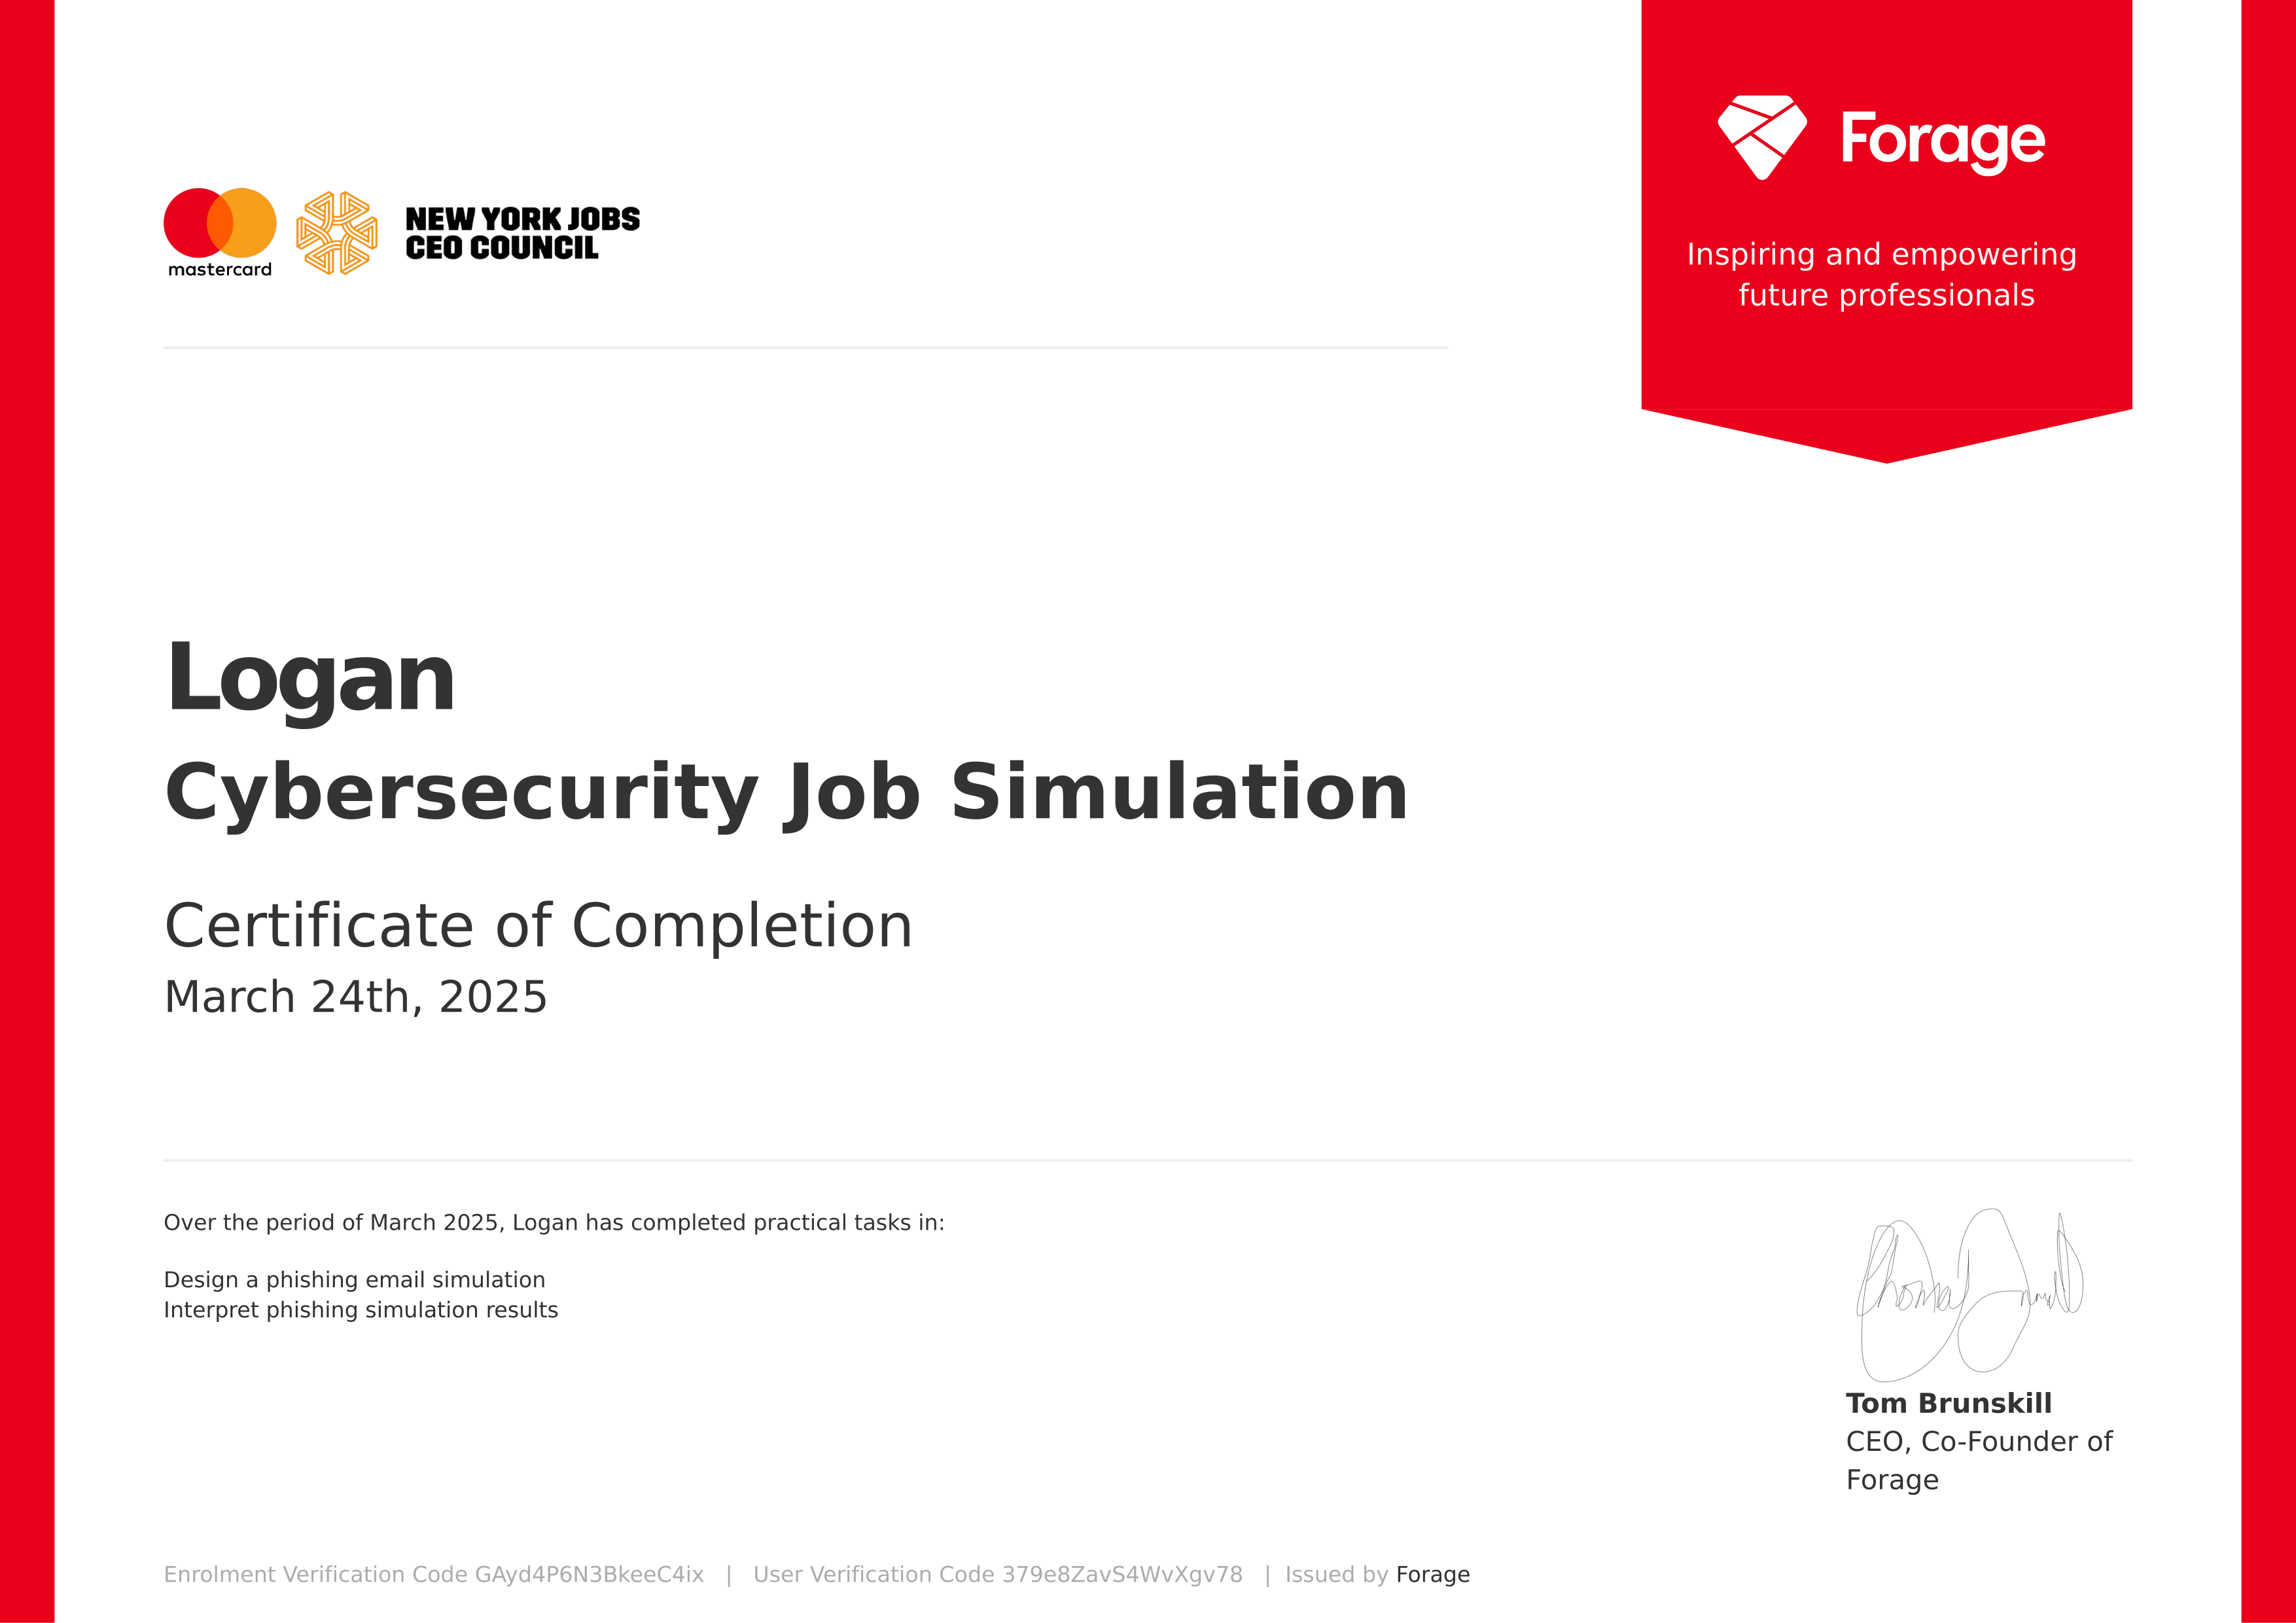 mastercard
NEW YORK JOBS
CEO COUNCIL
Forage
Inspiring and empowering
future professionals
Logan
Cybersecurity Job Simulation
Certificate of Completion
March 24th, 2025
Over the period of March 2025, Logan has completed practical tasks in:
Design a phishing email simulation
Interpret phishing simulation results
Tom Brunskill
CEO, Co-Founder of
Forage
Enrolment Verification Code GAyd4P6N3BkeeC4ix | User Verification Code 379e8ZavS4WvXgv78 | Issued by Forage